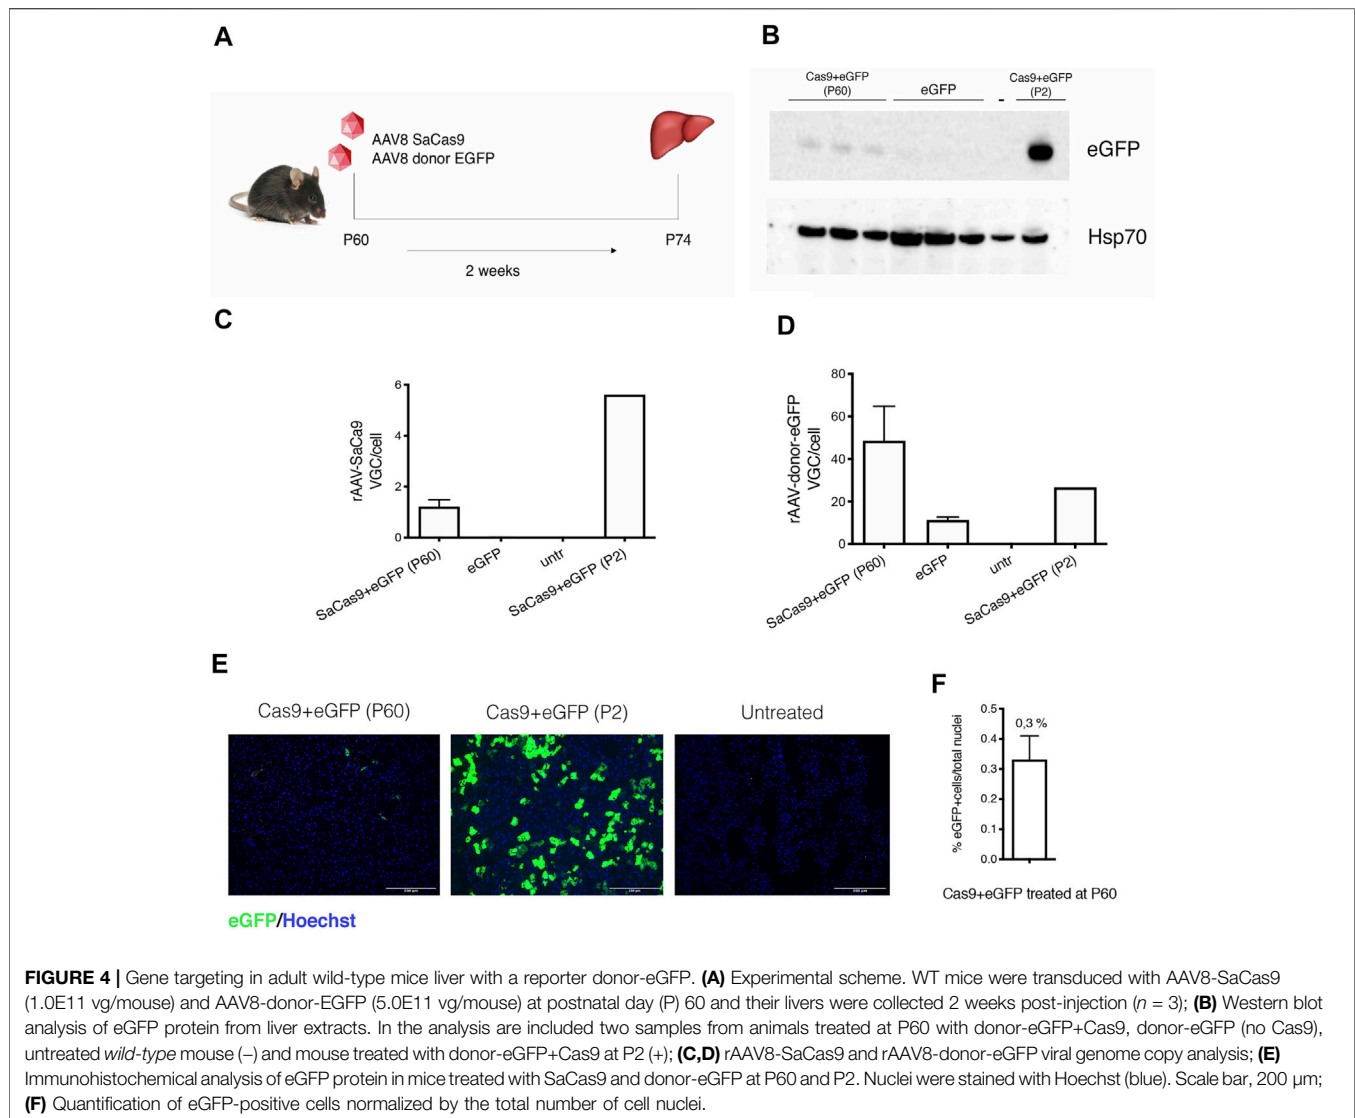 A
AAV8 SaCas9
AAV8 donor EGFP
P60
P74
2 weeks
B
Cas9+eGFP
(P60)
eGFP
-
Cas9+eGFP
(P2)
eGFP
Hsp70
C
rAAV-SaCa9
VGC/cell
6
4
2
0
SaCas9+eGFP (P60)
eGFP
untr
SaCas9+eGFP (P2)
D
rAAV-donor-eGFP
VGC/cell
80
60
40
20
0
SaCas9+eGFP (P60)
eGFP
untr
SaCas9+eGFP (P2)
E
Cas9+eGFP (P60)
Cas9+eGFP (P2)
Untreated
eGFP/Hoechst
F
% eGFP+cells/total nuclei
0.5
0.4
0.3
0.2
0.1
0.0
0,3 %
Cas9+eGFP treated at P60
FIGURE 4 | Gene targeting in adult wild-type mice liver with a reporter donor-eGFP. (A) Experimental scheme. WT mice were transduced with AAV8-SaCas9
(1.0E11 vg/mouse) and AAV8-donor-EGFP (5.0E11 vg/mouse) at postnatal day (P) 60 and their livers were collected 2 weeks post-injection (n = 3); (B) Western blot
analysis of eGFP protein from liver extracts. In the analysis are included two samples from animals treated at P60 with donor-eGFP+Cas9, donor-eGFP (no Cas9),
untreated wild-type mouse (–) and mouse treated with donor-eGFP+Cas9 at P2 (+); (C,D) rAAV8-SaCas9 and rAAV8-donor-eGFP viral genome copy analysis; (E)
Immunohistochemical analysis of eGFP protein in mice treated with SaCas9 and donor-eGFP at P60 and P2. Nuclei were stained with Hoechst (blue). Scale bar, 200 µm;
(F) Quantification of eGFP-positive cells normalized by the total number of cell nuclei.